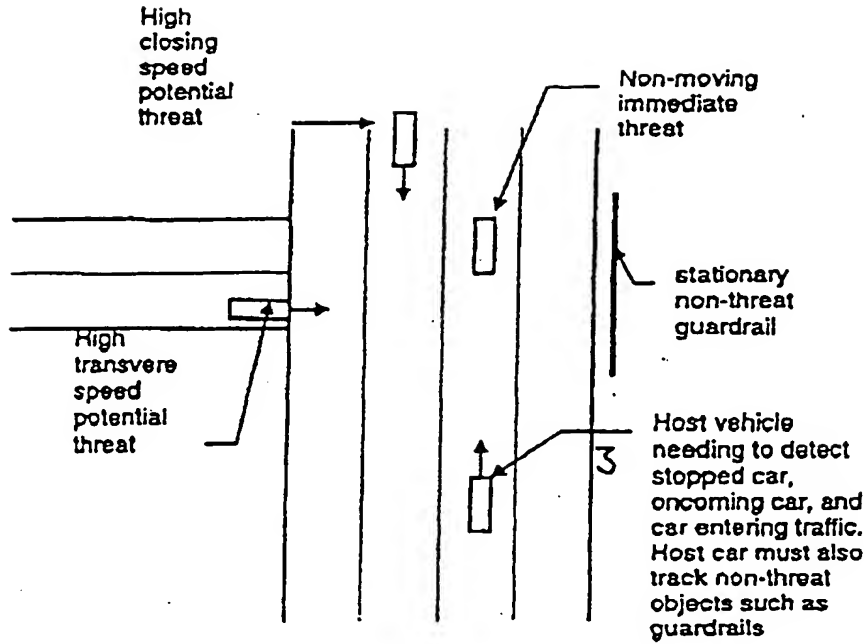 High
closing
speed
potential
threat
Non-moving
immediate
threat
stationary
non-threat
guardrail
High
transvere
speed
potential
threat
Host vehicle
needing to detect
stopped car,
oncoming car, and
car entering traffic.
Host car must also
track non-threat
objects such as
guardrails
3